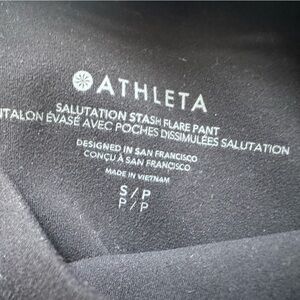 ATHLETA
SALUTATION STASH FLARE PANT
NTALON ÉVASÉ AVEC POCHES DISSIMULÉES SALUTATION
DESIGNED IN SAN FRANCISCO
CONÇU À SAN FRANCISCO
MADE IN VIETNAM
S/P
P/P